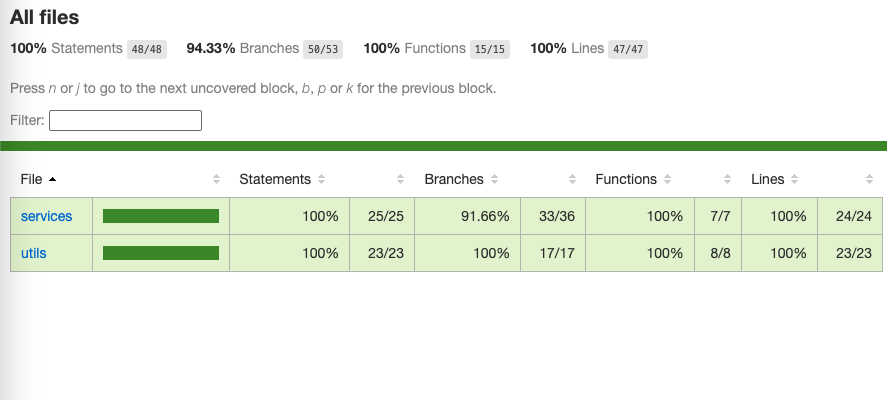 All files
100% Statements 48/48 94.33% Branches 50/53 100% Functions 15/15 100% Lines 47/47
Press n or j to go to the next uncovered block, b, p or k for the previous block.
Filter:
File Statements Branches Functions Lines
services 100% 25/25 91.66% 33/36 100% 7/7 100% 24/24
utils 100% 23/23 100% 17/17 100% 8/8 100% 23/23